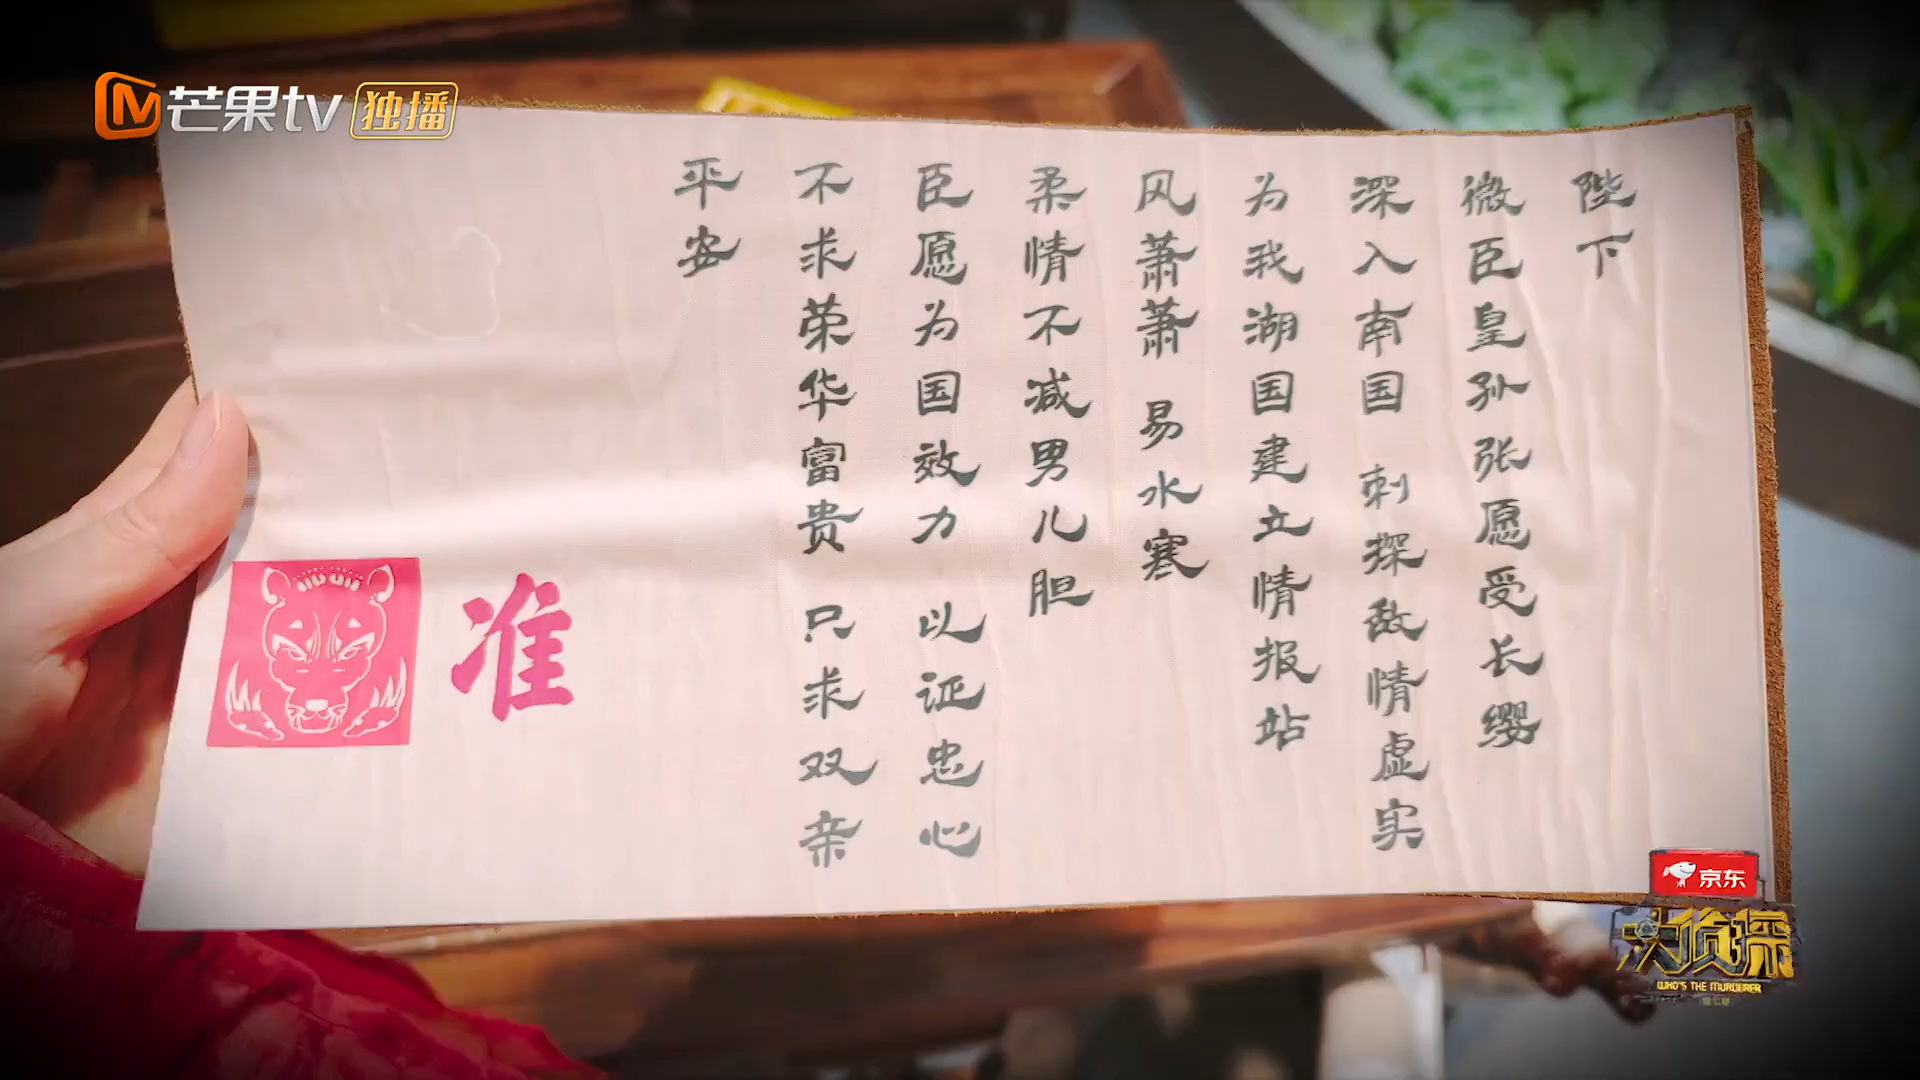 芒果tv 独播
陛下
微臣皇孙张愿受长缨
深入南国 刺探敌情虚实
为我湖国建立情报站
风萧萧 易水寒
柔情不减男儿胆
臣愿为国效力 以证忠心
不求荣华富贵 只求双亲
平安
准
京东
大侦探
WHO'S THE MURDERER